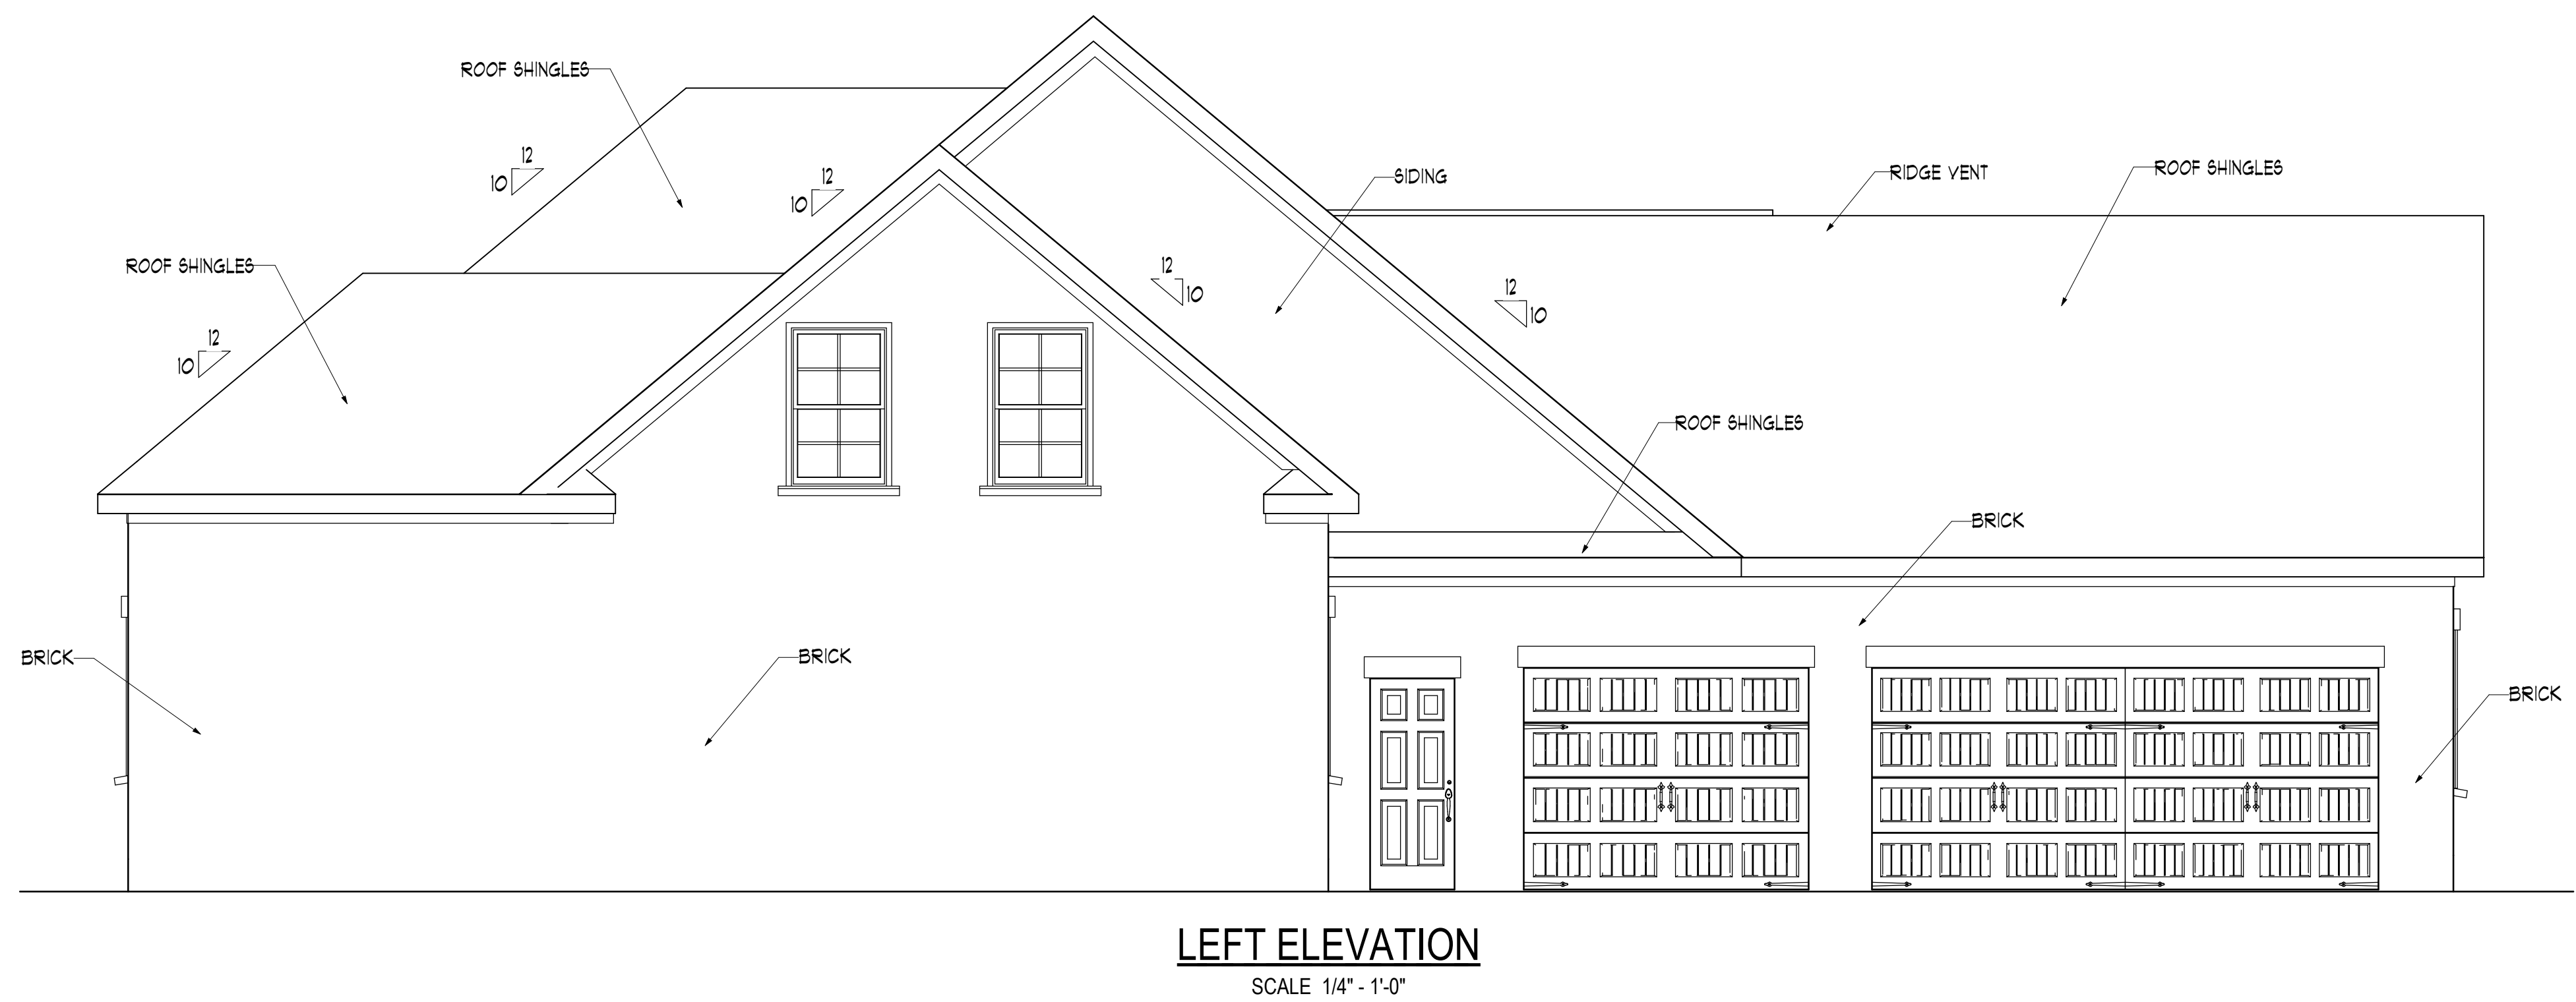 ROOF SHINGLES
12
10
12
10
SIDING
RIDGE VENT
ROOF SHINGLES
ROOF SHINGLES
12
10
12
10
12
10
ROOF SHINGLES
BRICK
BRICK
BRICK
BRICK
LEFT ELEVATION
SCALE 1/4" - 1'-0"